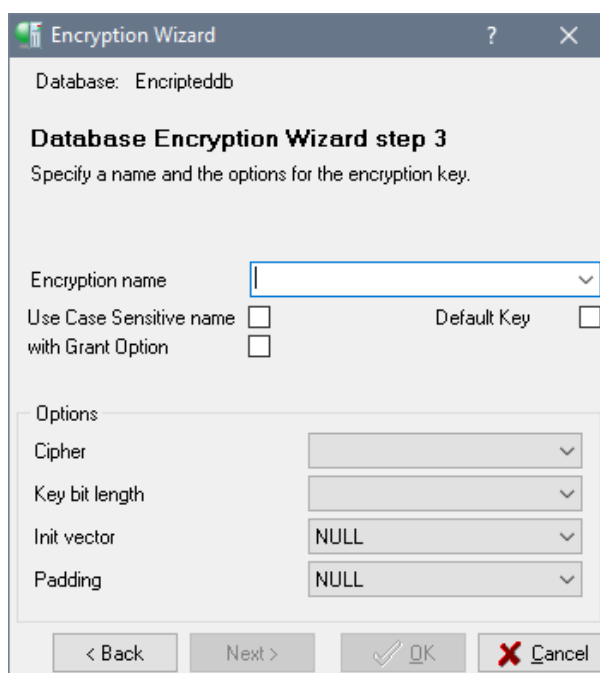 Encryption Wizard ?
Database: Encripteddb
Database Encryption Wizard step 3
Specify a name and the options for the encryption key.
Encryption name
Use Case Sensitive name Default Key
with Grant Option
Options
Cipher
Key bit length
Init vector NULL
Padding NULL
< Back Next > OK Cancel